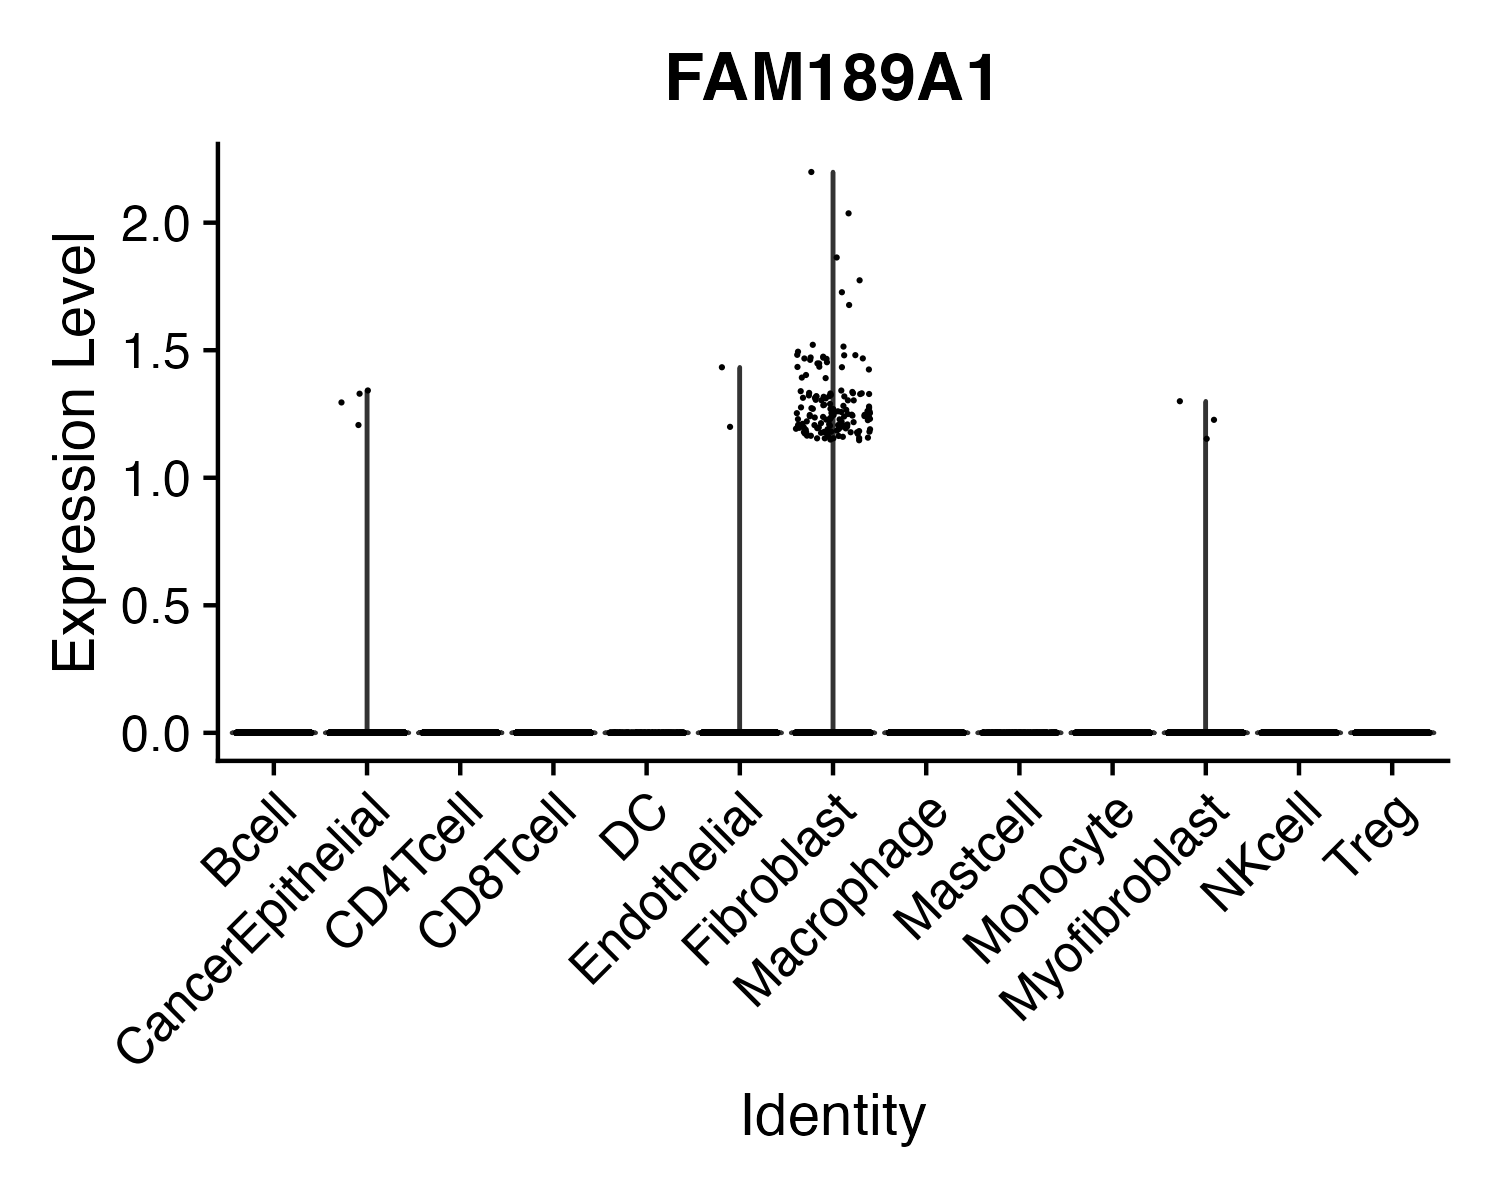 FAM189A1
Expression Level
2.0
1.5
1.0
0.5
0.0
Bcell
CancerEpithelial
CD4Tcell
CD8Tcell
DC
Endothelial
Fibroblast
Macrophage
Mastcell
Monocyte
Myofibroblast
NKcell
Treg
Identity